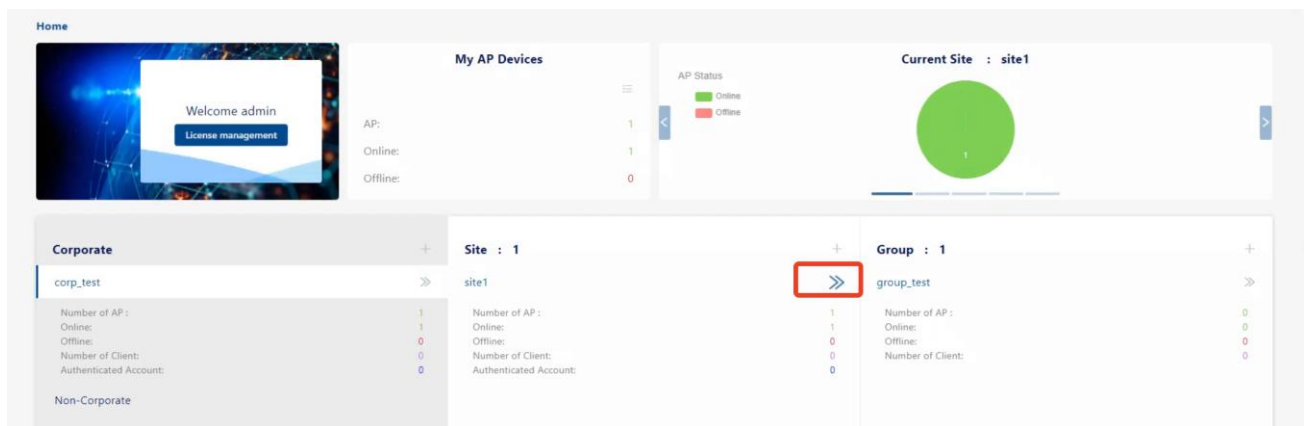 Home
Welcome admin
License management
My AP Devices
AP: 1
Online: 1
Offline: 0
Current Site : site1
AP Status
Online
Offline
1
Corporate
corp_test
Number of AP : 1
Online: 1
Offline: 0
Number of Client: 0
Authenticated Account: 0
Non-Corporate
Site : 1
site1
Number of AP : 1
Online: 1
Offline: 0
Number of Client: 0
Authenticated Account: 0
Group : 1
group_test
Number of AP : 0
Online: 0
Offline: 0
Number of Client: 0